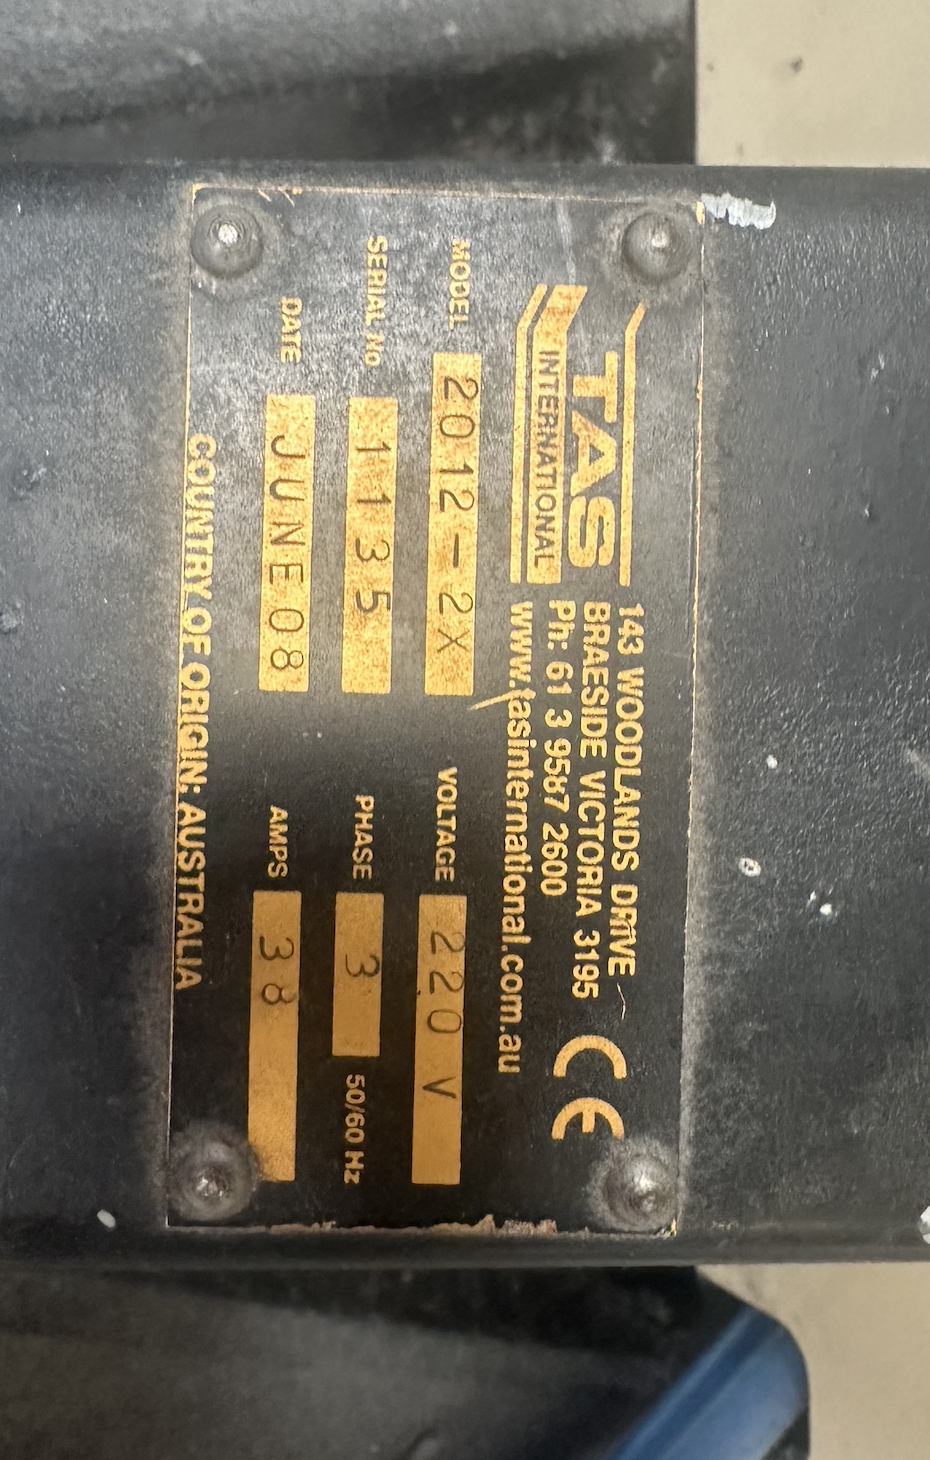 TAS
INTERNATIONAL
143 WOODLANDS DRIVE
BRAESIDE VICTORIA 3195
Ph: 61 3 9587 2600
www.tasinternational.com.au
CE
MODEL 2012-2X
VOLTAGE 220 V
SERIAL No 1135
PHASE 3 50/60 Hz
DATE JUNE08
AMPS 38
COUNTRY OF ORIGIN: AUSTRALIA